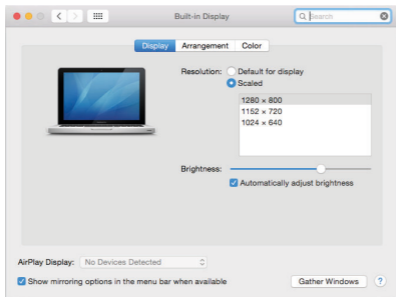 Built-in Display
Search
Display Arrangement Color
Resolution: Default for display
Scaled
1280 × 800
1152 × 720
1024 × 640
Brightness:
Automatically adjust brightness
AirPlay Display: No Devices Detected
Show mirroring options in the menu bar when available
Gather Windows ?